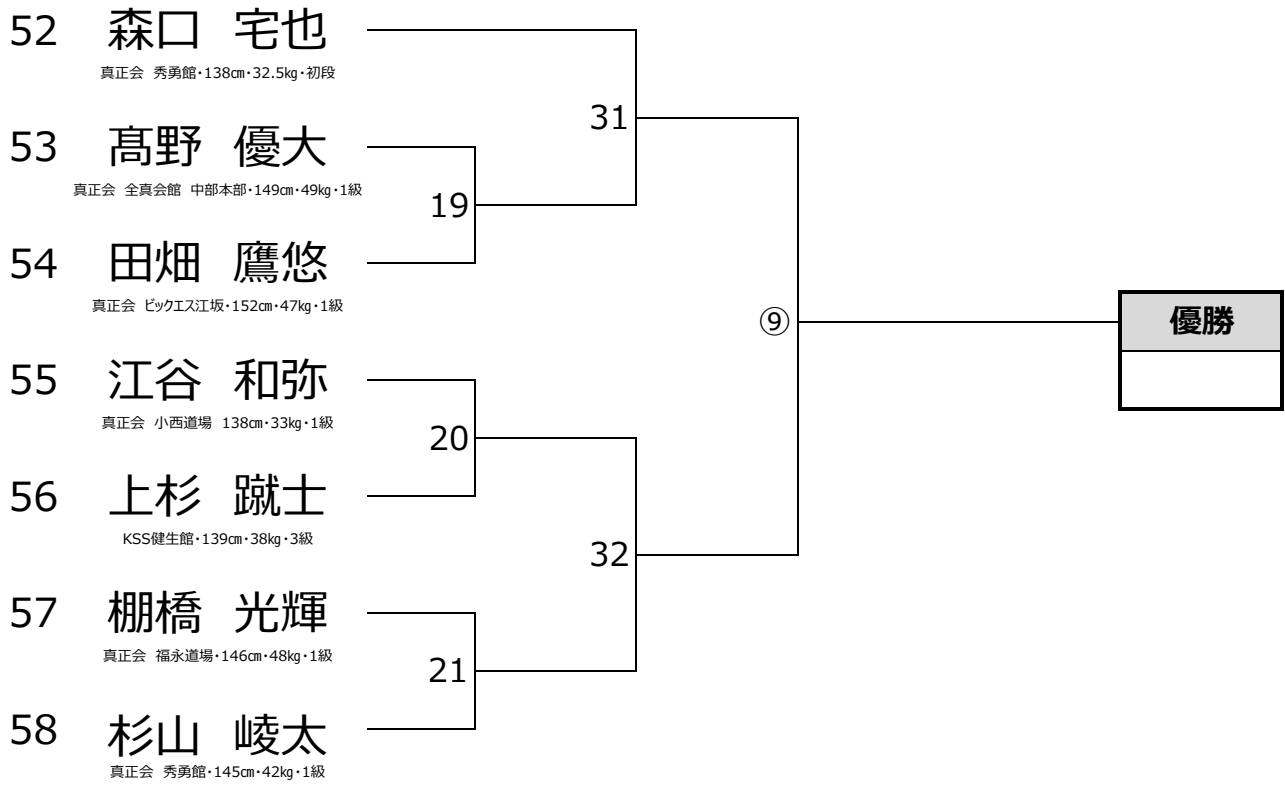 52 森口 宅也
真正会 秀勇館・138㎝・32.5㎏・初段
31
53 髙野 優大
真正会 全真会館 中部本部・149㎝・49㎏・1級
19
54 田畑 鷹悠
真正会 ビックエス江坂・152㎝・47㎏・1級
⑨
優勝
55 江谷 和弥
真正会 小西道場 138㎝・33㎏・1級
20
56 上杉 蹴士
KSS健生館・139㎝・38㎏・3級
32
57 棚橋 光輝
真正会 福永道場・146㎝・48㎏・1級
21
58 杉山 崚太
真正会 秀勇館・145㎝・42㎏・1級